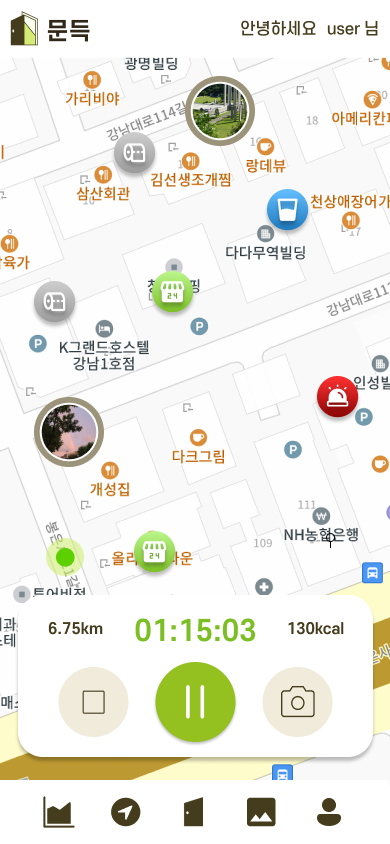 문득
안녕하세요 user 님
광명빌딩
가리비야
강남대로114길
18
아메리칸
삼산회관
김선생조개찜
랑데뷰
천상애장어가
17
다다무역빌딩
육가
24
P
K그랜드호스텔
강남1호점
강남대로11
인성빌
P
P
다크그림
P
개성집
111
NH농협은행
109
24
6.75km
01:15:03
130kcal